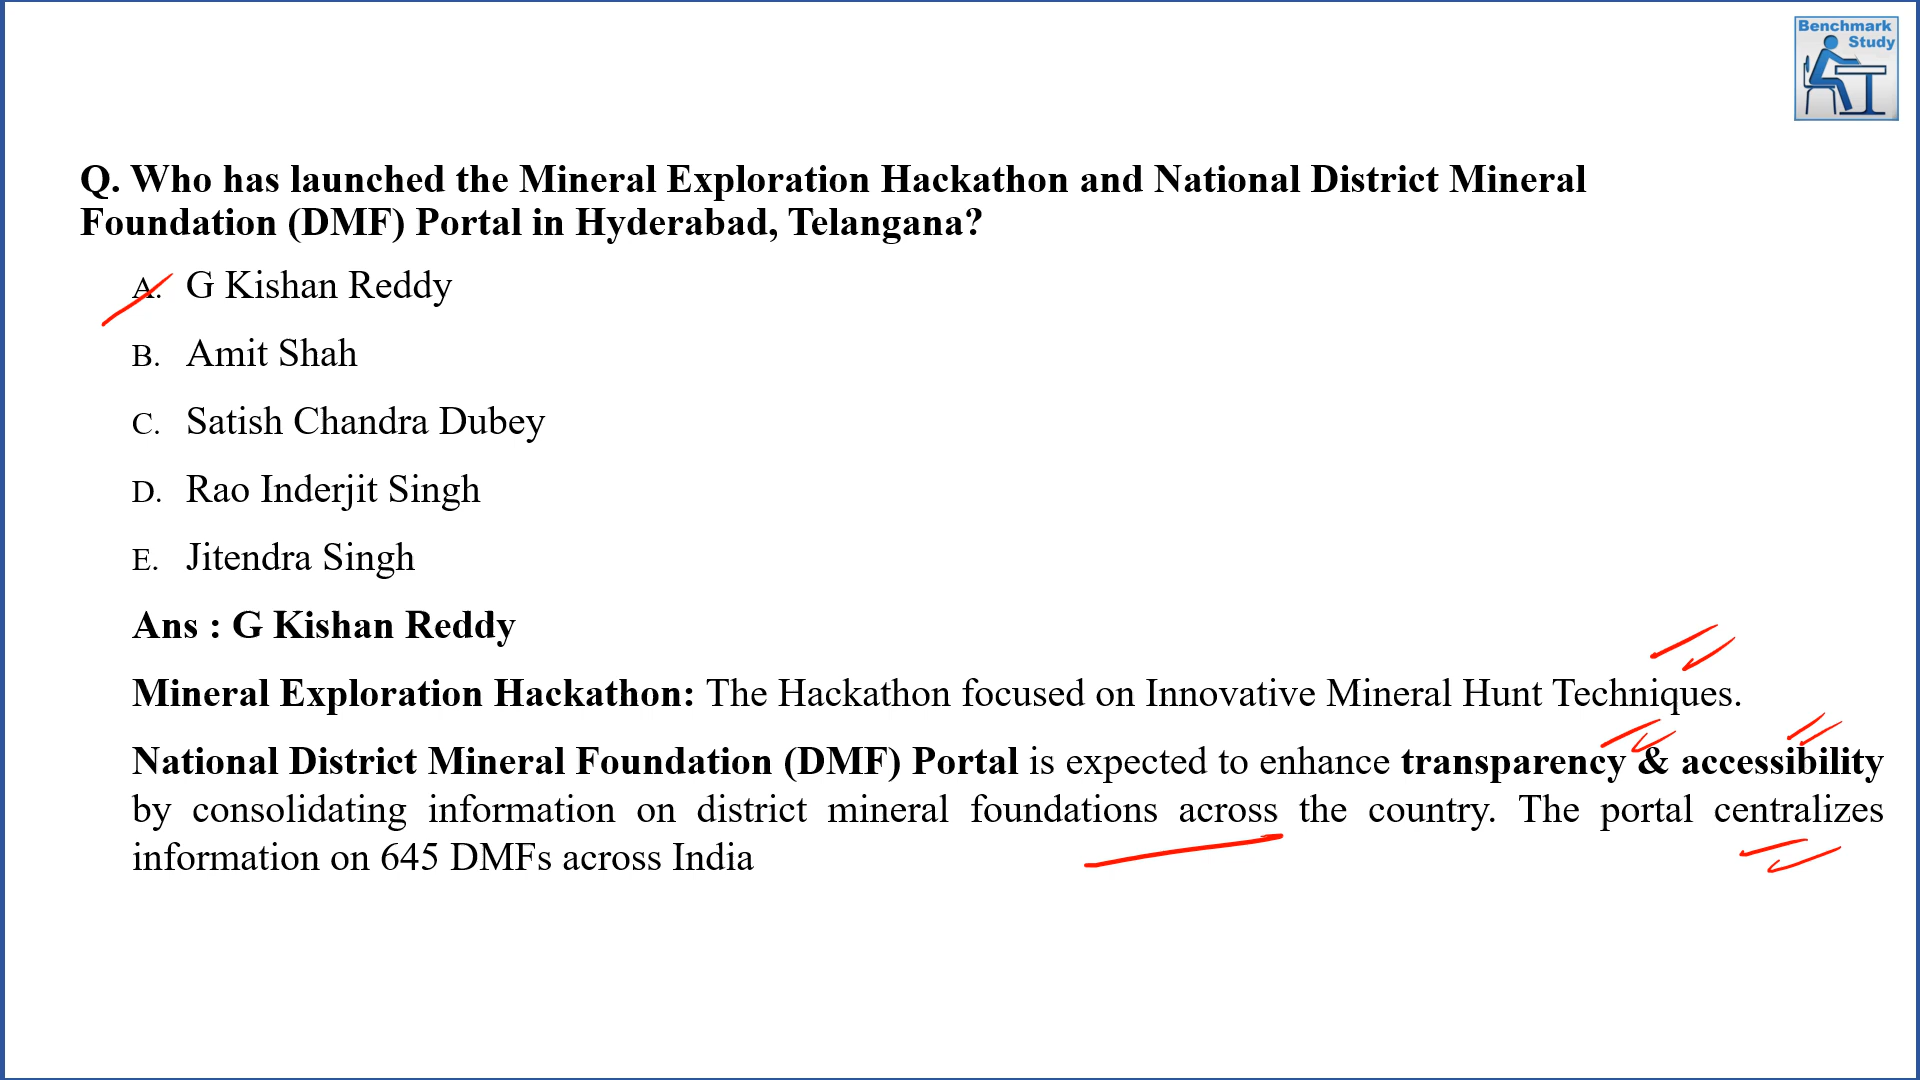 Benchmark
Study
Q. Who has launched the Mineral Exploration Hackathon and National District Mineral
Foundation (DMF) Portal in Hyderabad, Telangana?
A. G Kishan Reddy
B. Amit Shah
C. Satish Chandra Dubey
D. Rao Inderjit Singh
E. Jitendra Singh
Ans : G Kishan Reddy
Mineral Exploration Hackathon: The Hackathon focused on Innovative Mineral Hunt Techniques.
National District Mineral Foundation (DMF) Portal is expected to enhance transparency & accessibility
by consolidating information on district mineral foundations across the country. The portal centralizes
information on 645 DMFs across India